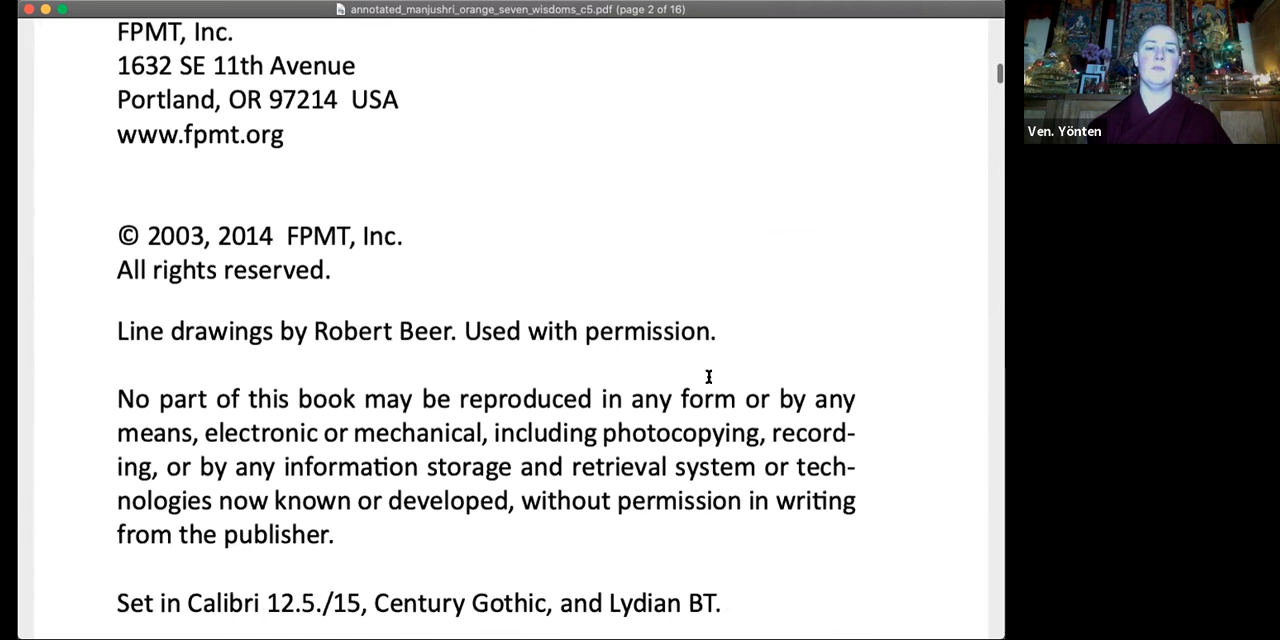 annotated_manjushri_orange_seven_wisdoms_c5.pdf (page 2 of 16)
FPMT, Inc.
1632 SE 11th Avenue
Portland, OR 97214  USA
www.fpmt.org
© 2003, 2014  FPMT, Inc.
All rights reserved.
Line drawings by Robert Beer. Used with permission.
No part of this book may be reproduced in any form or by any
means, electronic or mechanical, including photocopying, record-
ing, or by any information storage and retrieval system or tech-
nologies now known or developed, without permission in writing
from the publisher.
Set in Calibri 12.5./15, Century Gothic, and Lydian BT.
Ven. Yönten